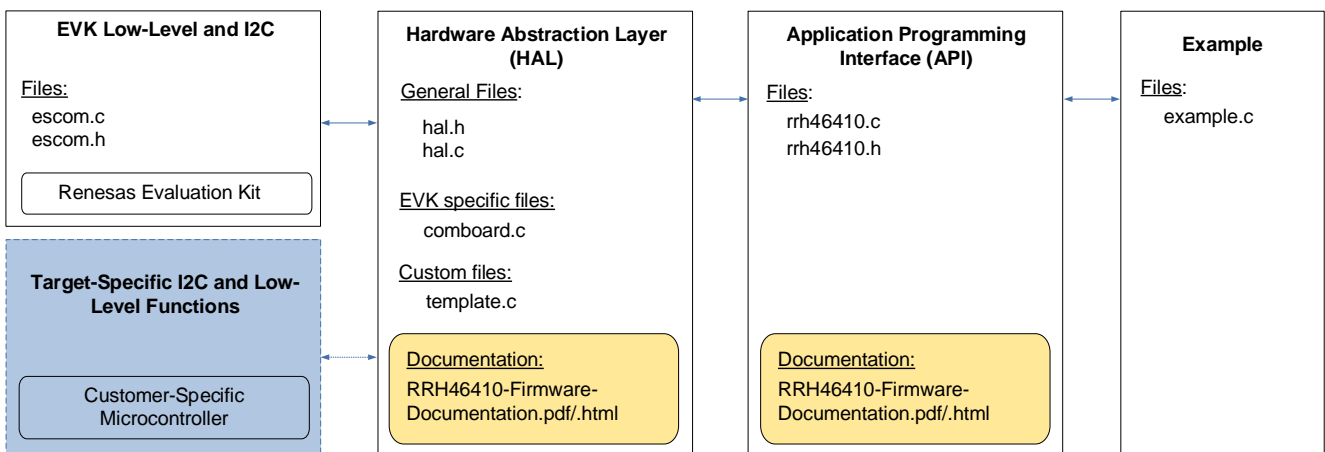 EVK Low-Level and I2C
Files:
escom.c
escom.h
Renesas Evaluation Kit
Target-Specific I2C and Low-
Level Functions
Customer-Specific
Microcontroller
Hardware Abstraction Layer
(HAL)
General Files:
hal.h
hal.c
EVK specific files:
comboard.c
Custom files:
template.c
Documentation:
RRH46410-Firmware-
Documentation.pdf/.html
Application Programming
Interface (API)
Files:
rrh46410.c
rrh46410.h
Documentation:
RRH46410-Firmware-
Documentation.pdf/.html
Example
Files:
example.c